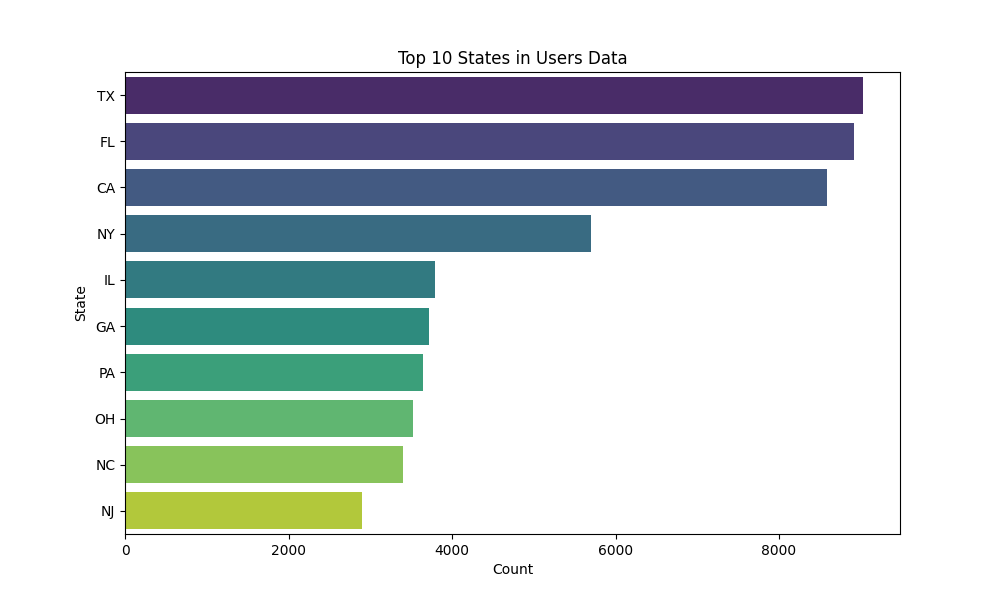 Top 10 States in Users Data
TX
FL
CA
NY
IL
GA
PA
OH
NC
NJ
State
0 2000 4000 6000 8000
Count